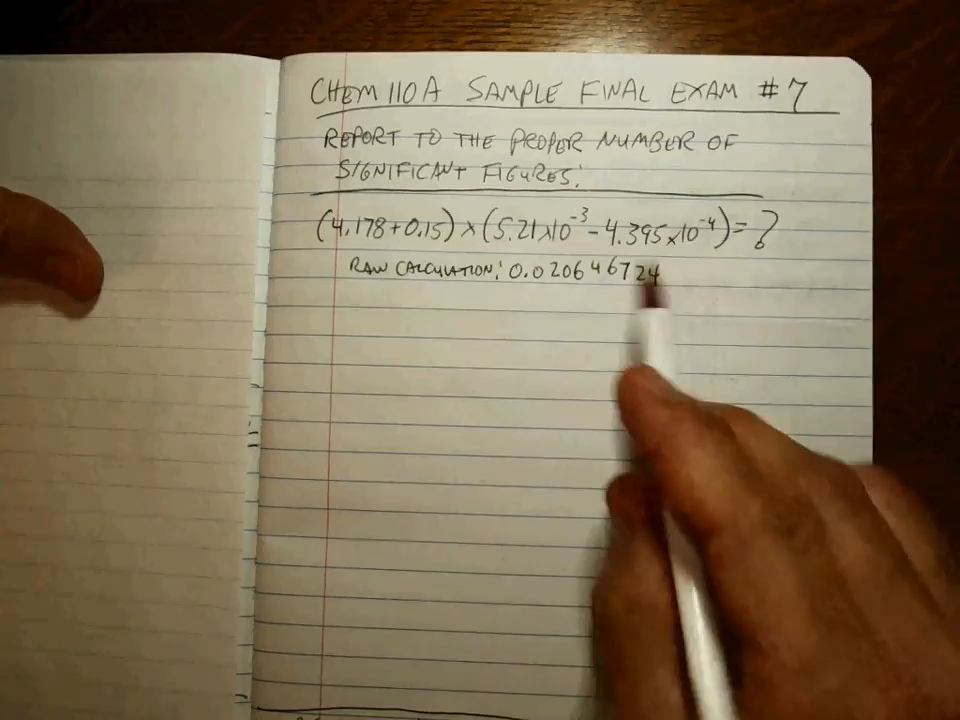 CHEM 110A SAMPLE FINAL EXAM #7
REPORT TO THE PROPER NUMBER OF
SIGNIFICANT FIGURES:
(4.178+0.15)×(5.21×10⁻³-4.395×10⁻⁴)=?
RAW CALCULATION: 0.020646724